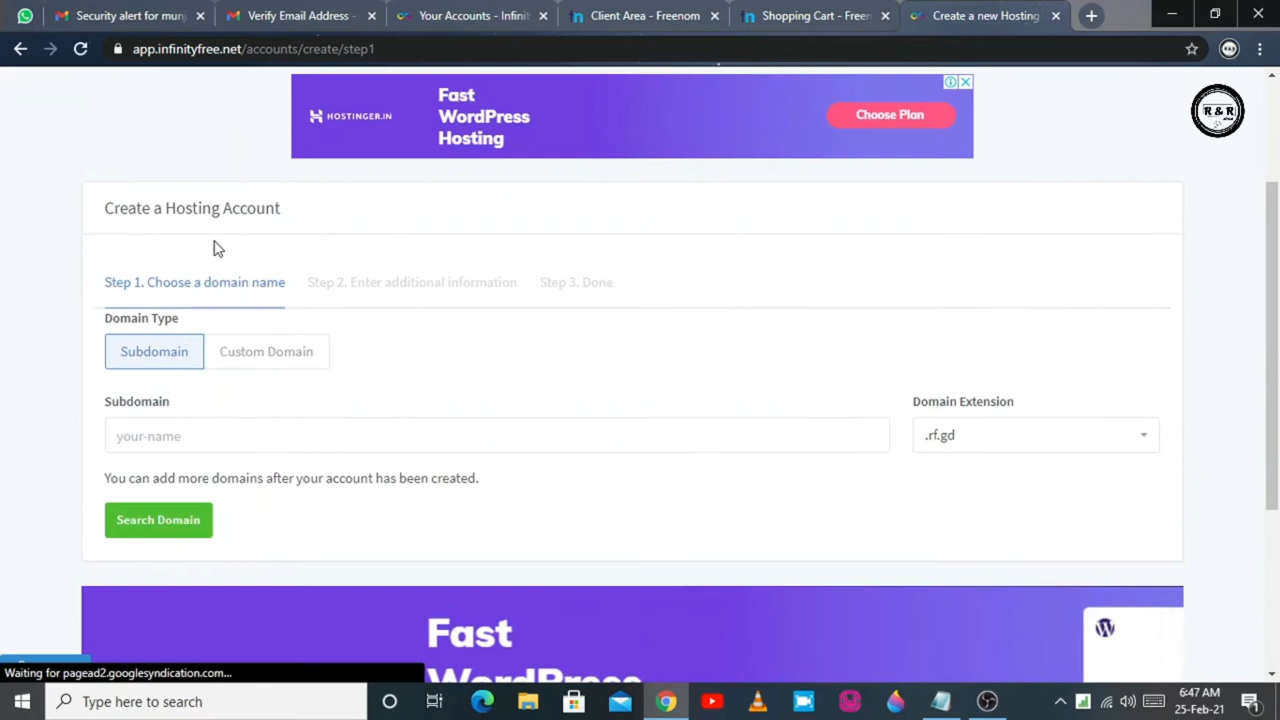 Security alert for mun
Verify Email Address -
Your Accounts - Infinit
Client Area - Freenom
Shopping Cart - Freen
Create a new Hosting
app.infinityfree.net/accounts/create/step1
HOSTINGER.IN
Fast
WordPress
Hosting
Choose Plan
R & R
Create a Hosting Account
Step 1. Choose a domain name
Step 2. Enter additional information
Step 3. Done
Domain Type
Subdomain
Custom Domain
Subdomain
Domain Extension
your-name
.rf.gd
You can add more domains after your account has been created.
Search Domain
Fast
WordPress
Waiting for pagead2.googlesyndication.com...
Type here to search
6:47 AM
25-Feb-21